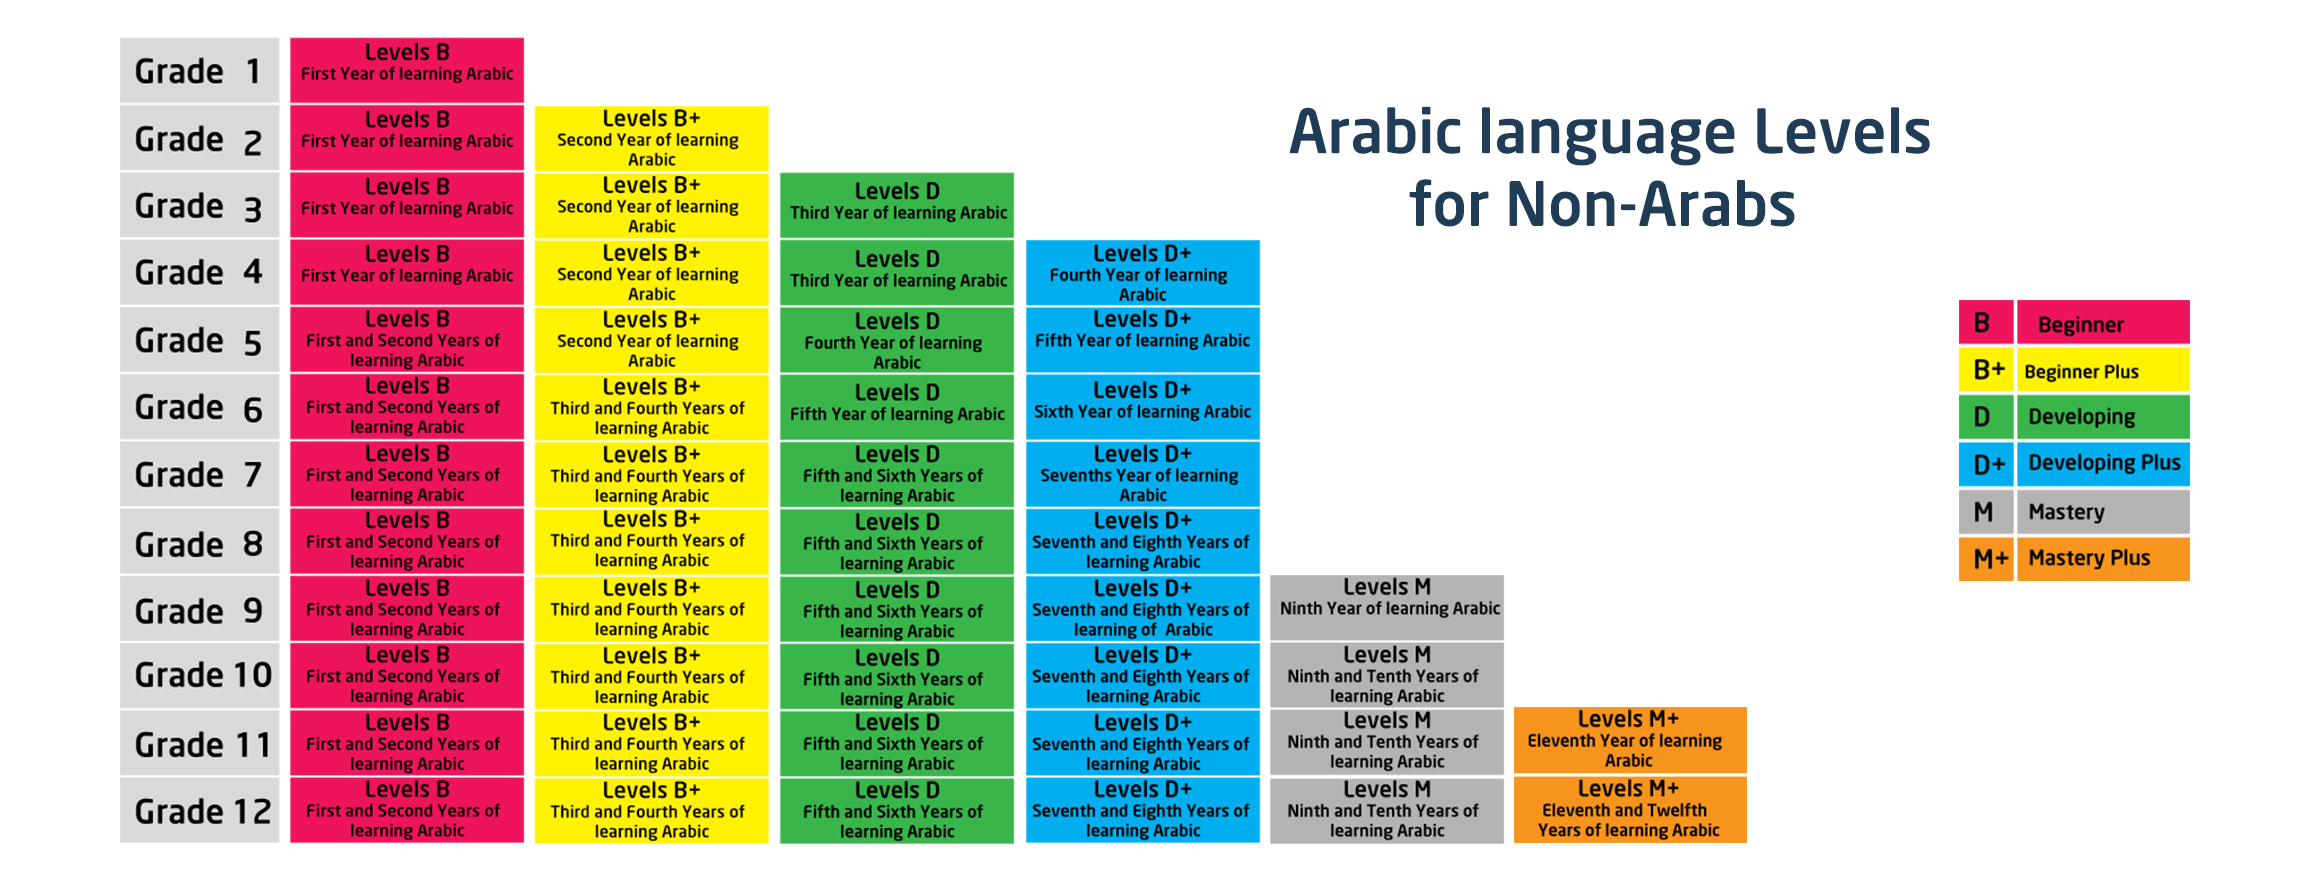 Arabic language Levels
for Non-Arabs
Grade 1
Levels B
First Year of learning Arabic
Grade 2
Levels B
First Year of learning Arabic
Levels B+
Second Year of learning
Arabic
Grade 3
Levels B
First Year of learning Arabic
Levels B+
Second Year of learning
Arabic
Levels D
Third Year of learning Arabic
Grade 4
Levels B
First Year of learning Arabic
Levels B+
Second Year of learning
Arabic
Levels D
Third Year of learning Arabic
Levels D+
Fourth Year of learning
Arabic
Grade 5
Levels B
First and Second Years of
learning Arabic
Levels B+
Second Year of learning
Arabic
Levels D
Fourth Year of learning
Arabic
Levels D+
Fifth Year of learning Arabic
Grade 6
Levels B
First and Second Years of
learning Arabic
Levels B+
Third and Fourth Years of
learning Arabic
Levels D
Fifth Year of learning Arabic
Levels D+
Sixth Year of learning Arabic
Grade 7
Levels B
First and Second Years of
learning Arabic
Levels B+
Third and Fourth Years of
learning Arabic
Levels D
Fifth and Sixth Years of
learning Arabic
Levels D+
Sevenths Year of learning
Arabic
Grade 8
Levels B
First and Second Years of
learning Arabic
Levels B+
Third and Fourth Years of
learning Arabic
Levels D
Fifth and Sixth Years of
learning Arabic
Levels D+
Seventh and Eighth Years of
learning Arabic
Grade 9
Levels B
First and Second Years of
learning Arabic
Levels B+
Third and Fourth Years of
learning Arabic
Levels D
Fifth and Sixth Years of
learning Arabic
Levels D+
Seventh and Eighth Years of
learning of Arabic
Levels M
Ninth Year of learning Arabic
Grade 10
Levels B
First and Second Years of
learning Arabic
Levels B+
Third and Fourth Years of
learning Arabic
Levels D
Fifth and Sixth Years of
learning Arabic
Levels D+
Seventh and Eighth Years of
learning Arabic
Levels M
Ninth and Tenth Years of
learning Arabic
Grade 11
Levels B
First and Second Years of
learning Arabic
Levels B+
Third and Fourth Years of
learning Arabic
Levels D
Fifth and Sixth Years of
learning Arabic
Levels D+
Seventh and Eighth Years of
learning Arabic
Levels M
Ninth and Tenth Years of
learning Arabic
Levels M+
Eleventh Year of learning
Arabic
Grade 12
Levels B
First and Second Years of
learning Arabic
Levels B+
Third and Fourth Years of
learning Arabic
Levels D
Fifth and Sixth Years of
learning Arabic
Levels D+
Seventh and Eighth Years of
learning Arabic
Levels M
Ninth and Tenth Years of
learning Arabic
Levels M+
Eleventh and Twelfth
Years of learning Arabic
B Beginner
B+ Beginner Plus
D Developing
D+ Developing Plus
M Mastery
M+ Mastery Plus